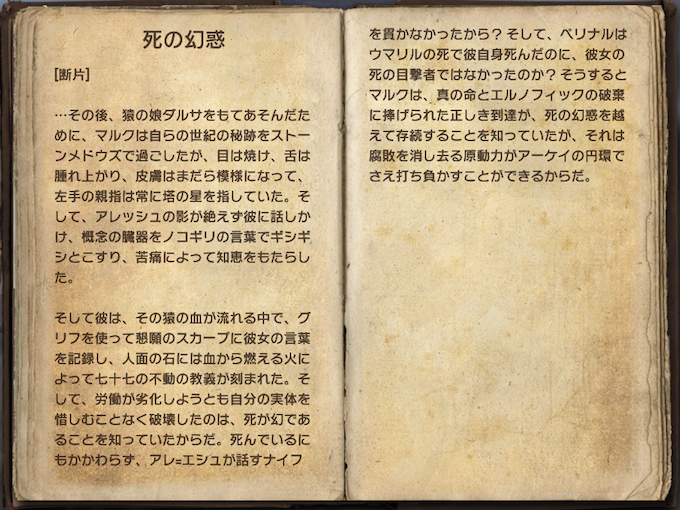 死の幻惑
[断片]
…その後、猿の娘ダルサをもてあそんだた
めに、マルクは自らの世紀の秘跡をストー
ンメドウズで過ごしたが、目は焼け、舌は
腫れ上がり、皮膚はまだら模様になって、
左手の親指は常に塔の星を指していた。そ
して、アレッシュの影が絶えず彼に話しか
け、概念の臓器をノコギリの言葉でギシギ
シとこすり、苦痛によって知恵をもたらし
た。
そして彼は、その猿の血が流れる中で、グ
リフを使って懇願のスカーブに彼女の言葉
を記録し、人面の石には血から燃える火に
よって七十七の不動の教義が刻まれた。そ
して、労働が劣化しようとも自分の実体を
惜しむことなく破壊したのは、死が幻であ
ることを知っていたからだ。死んでいるに
もかかわらず、アレ=エシュが話すナイフ
を貫かなかったから？そして、ペリナルは
ウマリルの死で彼自身死んだのに、彼女の
死の目撃者ではなかったのか？そうすると
マルクは、真の命とエルノフィックの破棄
に捧げられた正しき到達が、死の幻惑を越
えて存続することを知っていたが、それは
腐敗を消し去る原動力がアーケイの円環で
さえ打ち負かすことができるからだ。